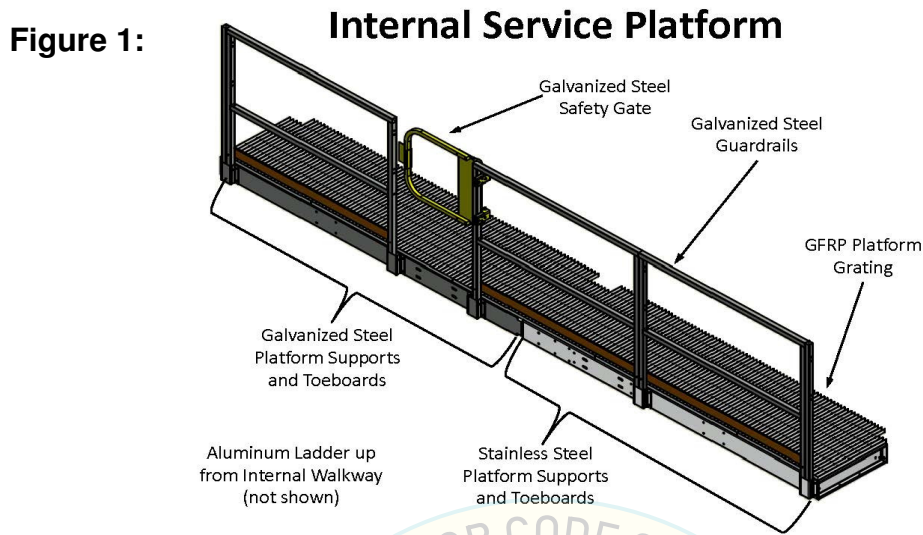 Internal Service Platform
Figure 1:
Galvanized Steel
Safety Gate
Galvanized Steel
Guardrails
GFRP Platform
Grating
Galvanized Steel
Platform Supports
and Toeboards
Aluminum Ladder up
from Internal Walkway
(not shown)
Stainless Steel
Platform Supports
and Toeboards
CODE